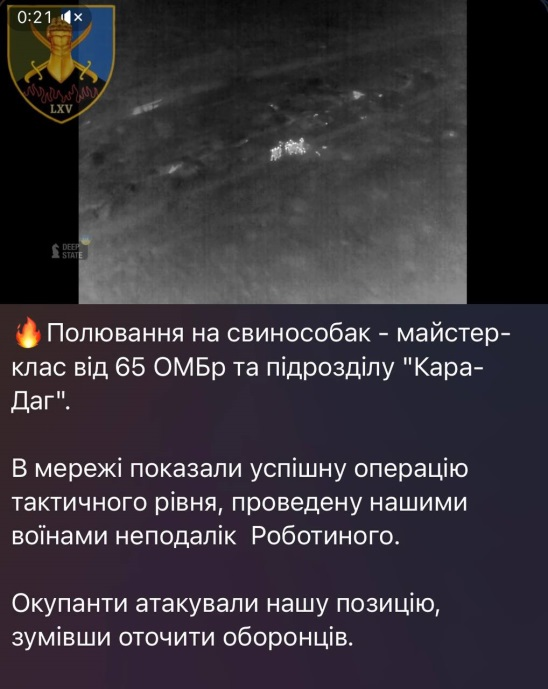 0:21
LXV
DEEP
STATE
🔥Полювання на свинособак - майстер-
клас від 65 ОМБр та підрозділу "Кара-
Даг".
В мережі показали успішну операцію
тактичного рівня, проведену нашими
воїнами неподалік  Роботиного.
Окупанти атакували нашу позицію,
зумівши оточити оборонців.